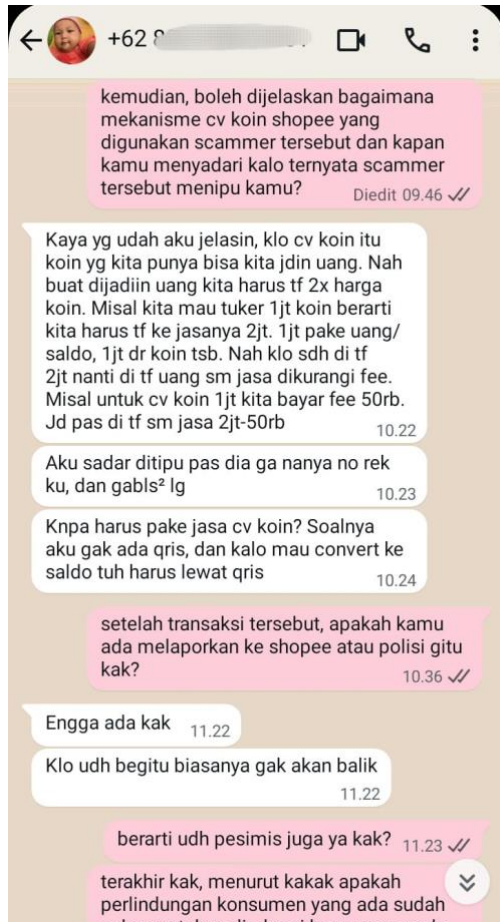 +62 8
kemudian, boleh dijelaskan bagaimana
mekanisme cv koin shopee yang
digunakan scammer tersebut dan kapan
kamu menyadari kalo ternyata scammer
tersebut menipu kamu?
Diedit 09.46
Kaya yg udah aku jelasin, klo cv koin itu
koin yg kita punya bisa kita jdin uang. Nah
buat dijadiin uang kita harus tf 2x harga
koin. Misal kita mau tuker 1jt koin berarti
kita harus tf ke jasanya 2jt. 1jt pake uang/
saldo, 1jt dr koin tsb. Nah klo sdh di tf
2jt nanti di tf uang sm jasa dikurangi fee.
Misal untuk cv koin 1jt kita bayar fee 50rb.
Jd pas di tf sm jasa 2jt-50rb
10.22
Aku sadar ditipu pas dia ga nanya no rek
ku, dan gabls² lg
10.23
Knpa harus pake jasa cv koin? Soalnya
aku gak ada qris, dan kalo mau convert ke
saldo tuh harus lewat qris
10.24
setelah transaksi tersebut, apakah kamu
ada melaporkan ke shopee atau polisi gitu
kak?
10.36
Engga ada kak
11.22
Klo udh begitu biasanya gak akan balik
11.22
berarti udh pesimis juga ya kak?
11.23
terakhir kak, menurut kakak apakah
perlindungan konsumen yang ada sudah